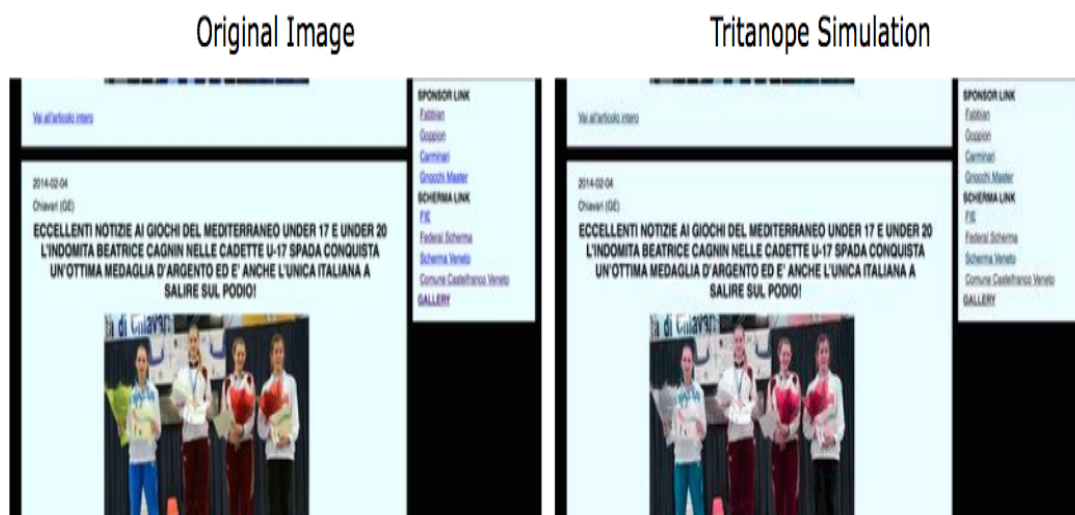 Original Image
Tritanope Simulation
Vai all'articolo intero
2014-02-04
Chiavari (GE)
ECCELLENTI NOTIZIE AI GIOCHI DEL MEDITERRANEO UNDER 17 E UNDER 20
L'INDOMITA BEATRICE CAGNIN NELLE CADETTE U-17 SPADA CONQUISTA
UN'OTTIMA MEDAGLIA D'ARGENTO ED E' ANCHE L'UNICA ITALIANA A
SALIRE SUL PODIO!
di Chiavari
SPONSOR LINK
Fabbian
Goppion
Carminari
Gnocchi Master
SCHERMA LINK
FIE
Federal Scherma
Scherma Veneto
Comune Castelfranco Veneto
GALLERY
Vai all'articolo intero
2014-02-04
Chiavari (GE)
ECCELLENTI NOTIZIE AI GIOCHI DEL MEDITERRANEO UNDER 17 E UNDER 20
L'INDOMITA BEATRICE CAGNIN NELLE CADETTE U-17 SPADA CONQUISTA
UN'OTTIMA MEDAGLIA D'ARGENTO ED E' ANCHE L'UNICA ITALIANA A
SALIRE SUL PODIO!
di Chiavari
SPONSOR LINK
Fabbian
Goppion
Carminari
Gnocchi Master
SCHERMA LINK
FIE
Federal Scherma
Scherma Veneto
Comune Castelfranco Veneto
GALLERY